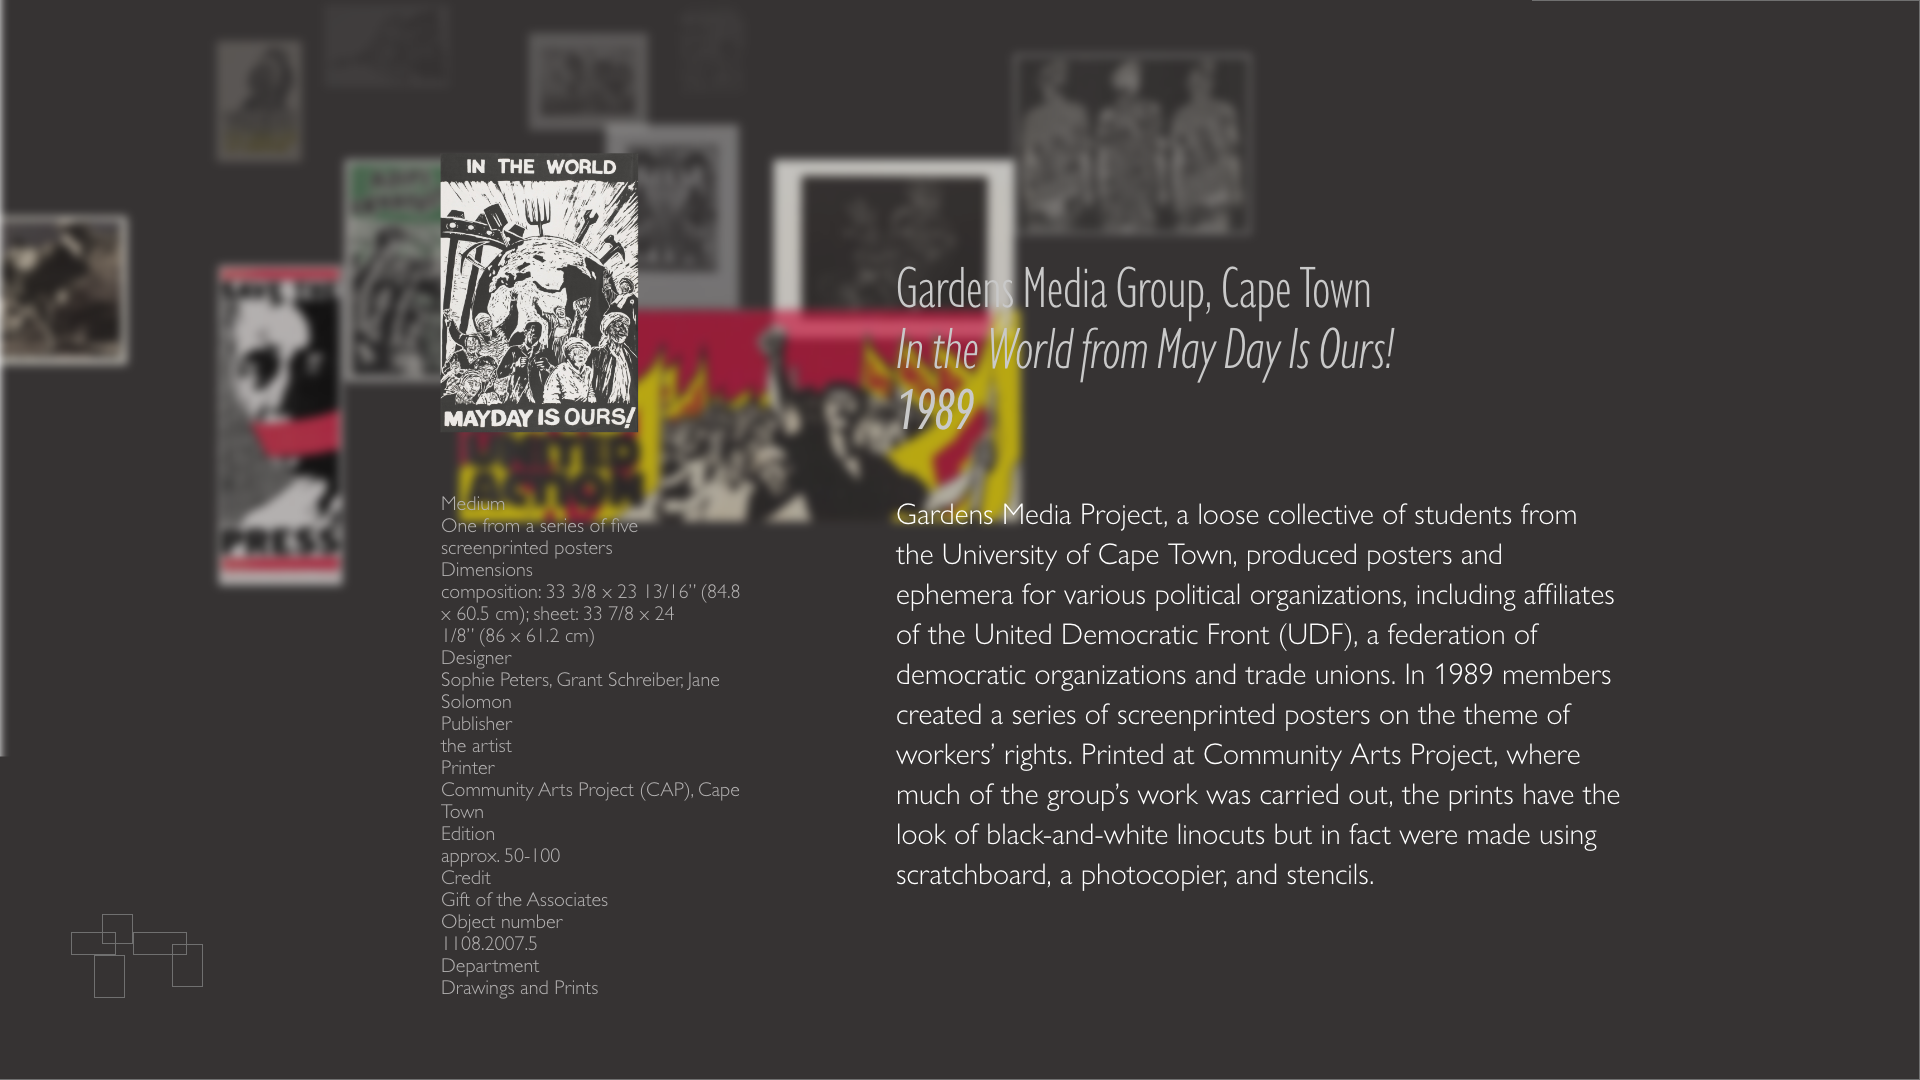 IN THE WORLD
MAYDAY IS OURS!
UNITED
ACTION
PRESS
Gardens Media Group, Cape Town
In the World from May Day Is Ours!
1989
Medium
One from a series of five
screenprinted posters
Dimensions
composition: 33 3/8 x 23 13/16” (84.8
x 60.5 cm); sheet: 33 7/8 x 24
1/8” (86 x 61.2 cm)
Designer
Sophie Peters, Grant Schreiber, Jane
Solomon
Publisher
the artist
Printer
Community Arts Project (CAP), Cape
Town
Edition
approx. 50-100
Credit
Gift of the Associates
Object number
1108.2007.5
Department
Drawings and Prints
Gardens Media Project, a loose collective of students from
the University of Cape Town, produced posters and
ephemera for various political organizations, including affiliates
of the United Democratic Front (UDF), a federation of
democratic organizations and trade unions. In 1989 members
created a series of screenprinted posters on the theme of
workers’ rights. Printed at Community Arts Project, where
much of the group’s work was carried out, the prints have the
look of black-and-white linocuts but in fact were made using
scratchboard, a photocopier, and stencils.